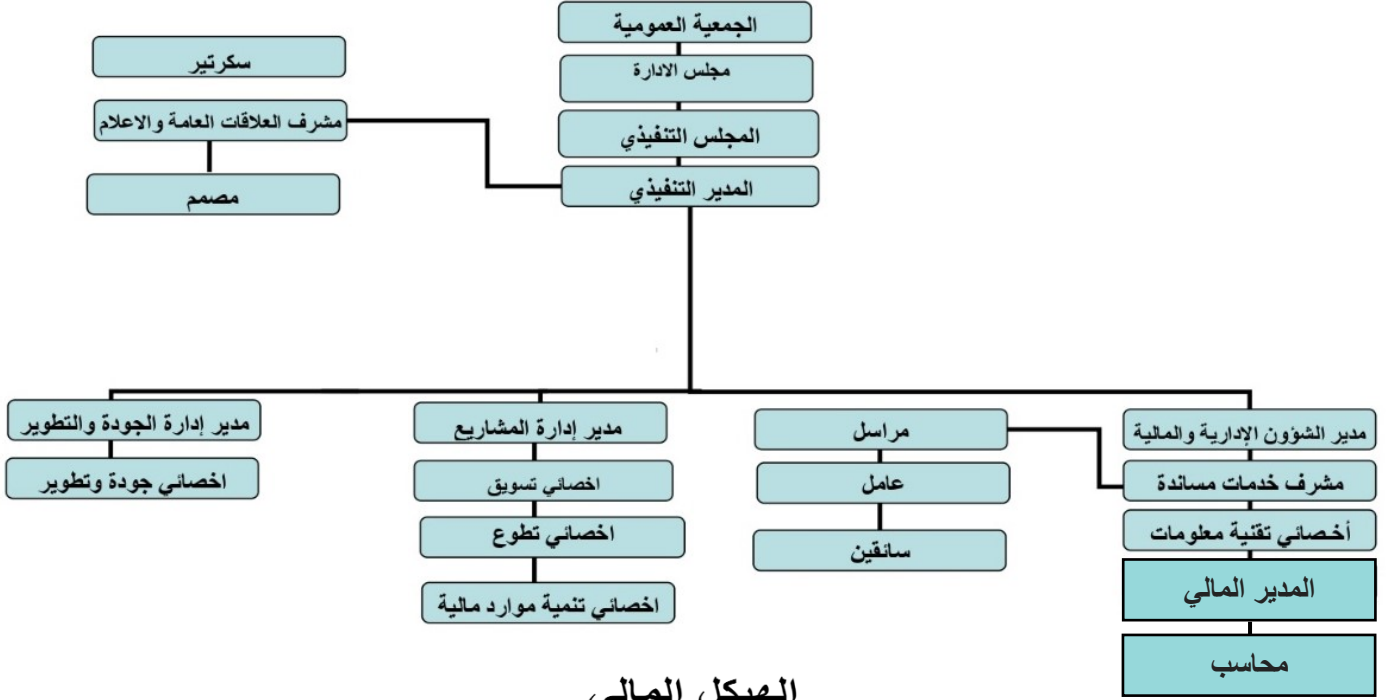 الجمعية العمومية
مجلس الادارة
المجلس التنفيذي
المدير التنفيذي
سكرتير
مشرف العلاقات العامة والاعلام
مصمم
مدير الشؤون الإدارية والمالية
مشرف خدمات مساندة
أخصائي تقنية معلومات
المدير المالي
محاسب
مراسل
عامل
سائقين
مدير إدارة المشاريع
اخصائي تسويق
اخصائي تطوع
اخصائي تنمية موارد مالية
مدير إدارة الجودة والتطوير
اخصائي جودة وتطوير
الهيكل المالي